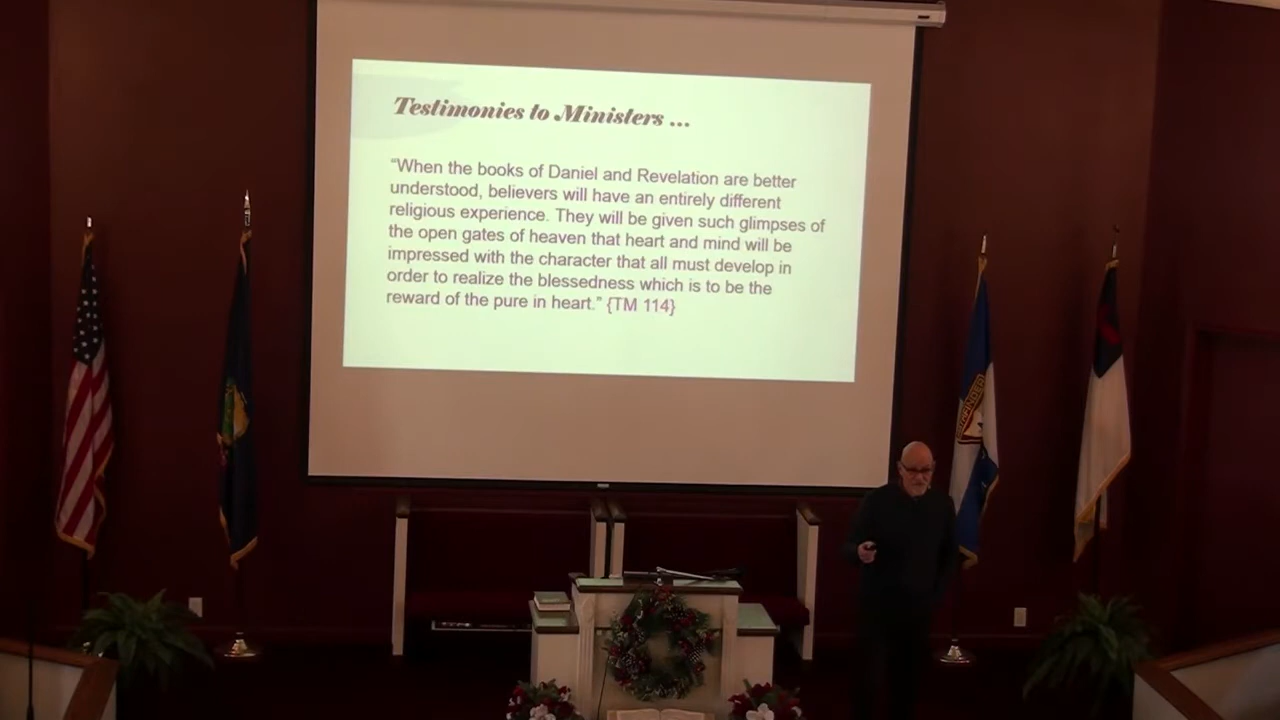 Testimonies to Ministers ...
“When the books of Daniel and Revelation are better
understood, believers will have an entirely different
religious experience. They will be given such glimpses of
the open gates of heaven that heart and mind will be
impressed with the character that all must develop in
order to realize the blessedness which is to be the
reward of the pure in heart.” {TM 114}